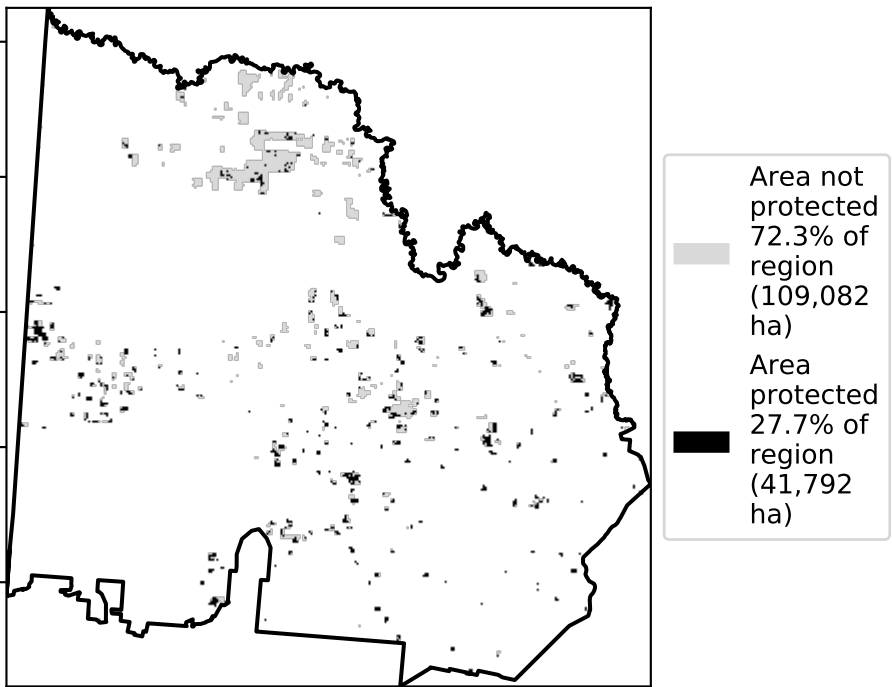 Area not
protected
72.3% of
region
(109,082
ha)
Area
protected
27.7% of
region
(41,792
ha)